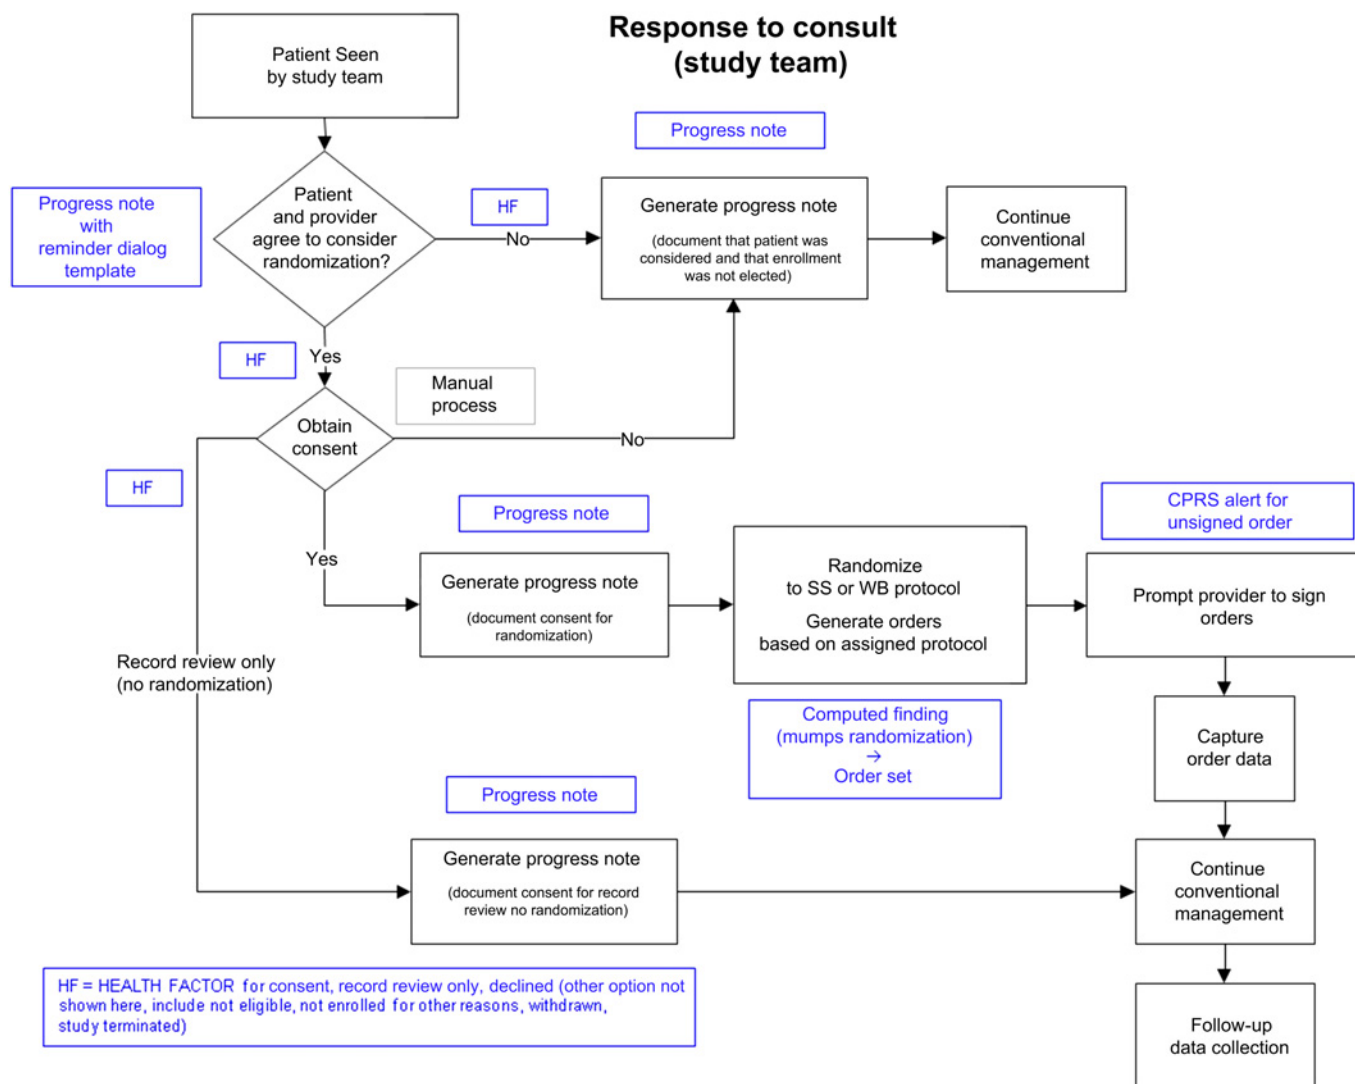 Response to consult
(study team)
Patient Seen
by study team
Progress note
Progress note
with
reminder dialog
template
Patient
and provider
agree to consider
randomization?
HF
No
Generate progress note
(document that patient was
considered and that enrollment
was not elected)
Continue
conventional
management
HF
Yes
Manual
process
Obtain
consent
No
HF
Yes
Progress note
CPRS alert for
unsigned order
Generate progress note
(document consent for
randomization)
Randomize
to SS or WB protocol
Generate orders
based on assigned protocol
Prompt provider to sign
orders
Record review only
(no randomization)
Computed finding
(mumps randomization)
→
Order set
Capture
order data
Progress note
Generate progress note
(document consent for record
review no randomization)
Continue
conventional
management
HF = HEALTH FACTOR for consent, record review only, declined (other option not
shown here, include not eligible, not enrolled for other reasons, withdrawn,
study terminated)
Follow-up
data collection